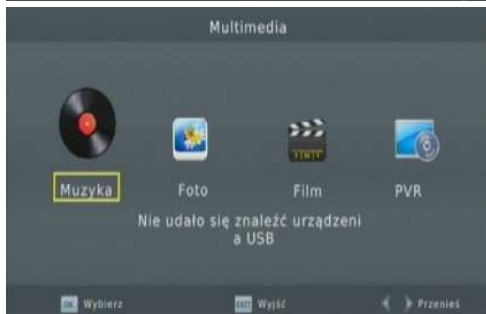 Multimedia
Muzyka Foto Film PVR
Nie udało się znaleźć urządzeni
a USB
OK Wybierz EXIT Wyjść Przenieś